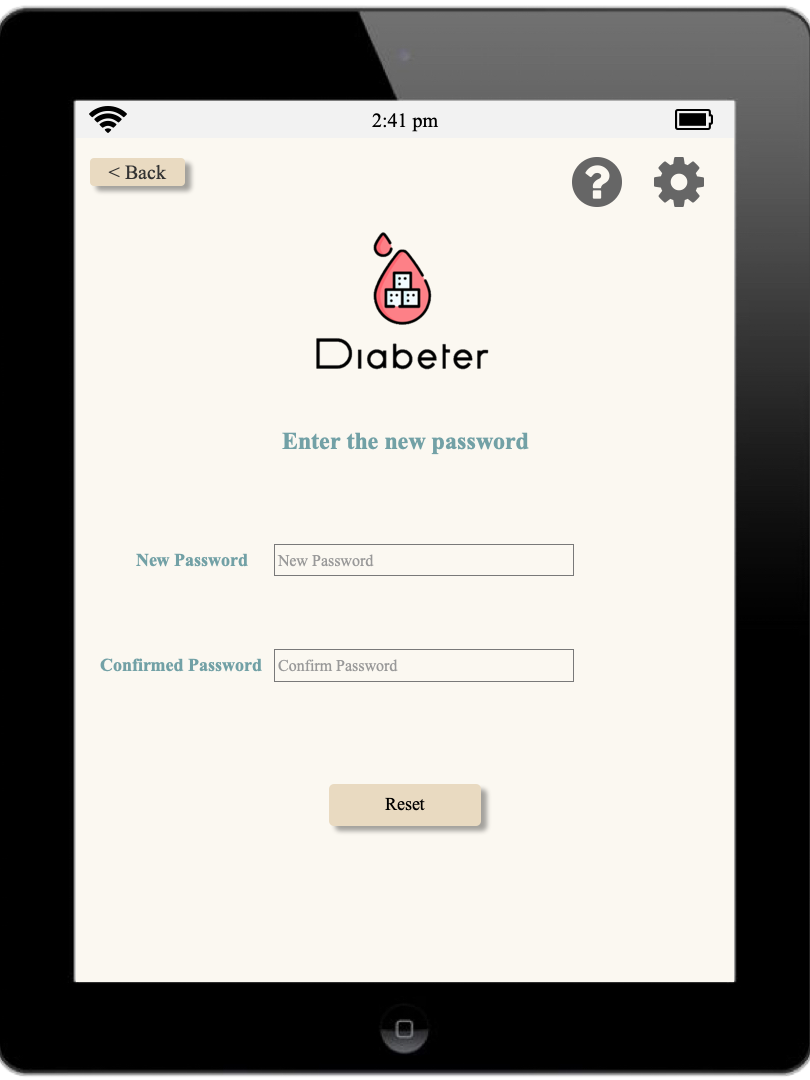 2:41 pm
< Back
Diabeter
Enter the new password
New Password
New Password
Confirmed Password
Confirm Password
Reset